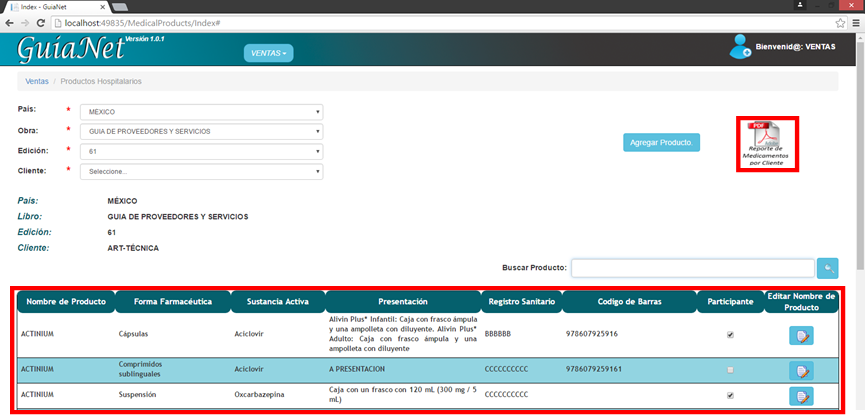 Index - GuiaNet
localhost:49835/MedicalProducts/Index#
GuíaNet Versión 1.0.1
VENTAS
Bienvenid@: VENTAS
Ventas / Productos Hospitalarios
País: * MEXICO
Obra: * GUIA DE PROVEEDORES Y SERVICIOS
Edición: * 61
Cliente: * Seleccione...
Agregar Producto
PDF
Adobe
Reporte de
Medicamentos
por Cliente
País: MÉXICO
Libro: GUIA DE PROVEEDORES Y SERVICIOS
Edición: 61
Cliente: ART-TÉCNICA
Buscar Producto:
Nombre de Producto Forma Farmacéutica Sustancia Activa Presentación Registro Sanitario Codigo de Barras Participante Editar Nombre de
Producto
ACTINIUM Cápsulas Aciclovir Alivin Plus* Infantil: Caja con frasco ámpula
y una ampolleta con diluyente. Alivin Plus*
Adulto: Caja con frasco ámpula y una
ampolleta con diluyente BBBBBB 978607925916
ACTINIUM Comprimidos
sublinguales Aciclovir A PRESENTACION CCCCCCCCCC 9786079259161
ACTINIUM Suspensión Oxcarbazepina Caja con un frasco con 120 mL (300 mg / 5
mL) CCCCCCCCCC